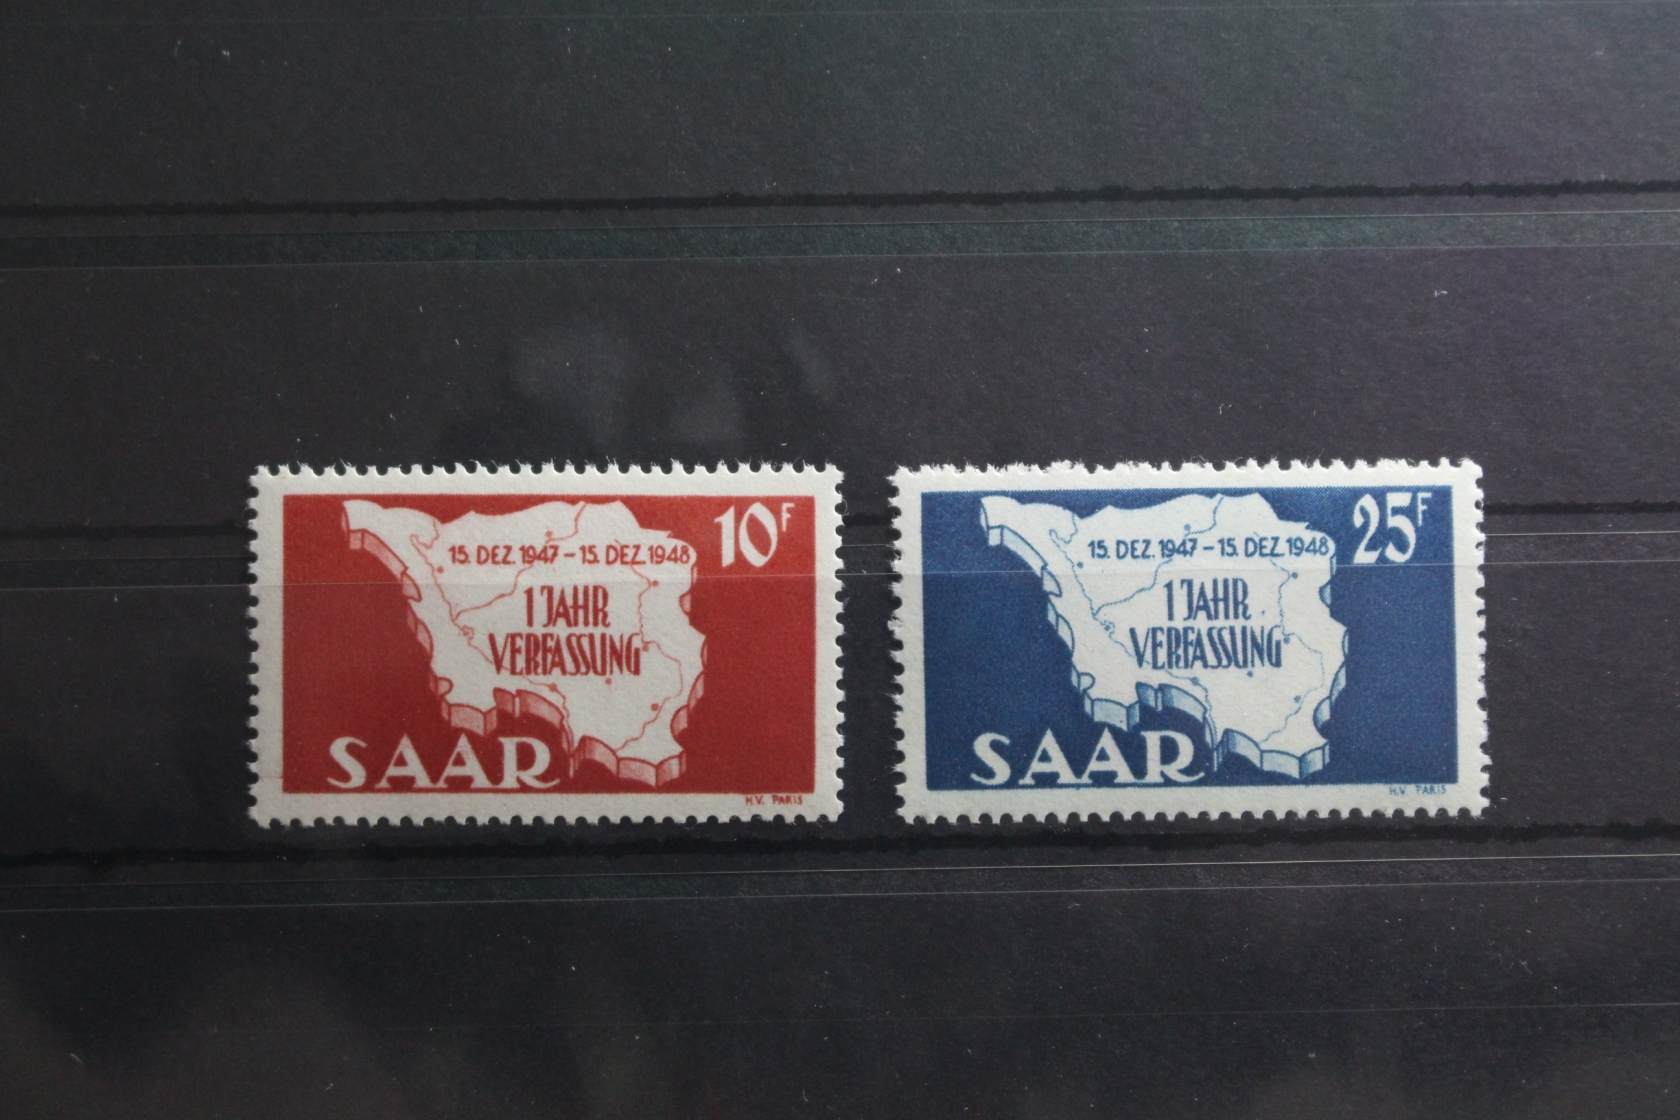 10F
15. DEZ. 1947 – 15. DEZ. 1948
1 JAHR
VERFASSUNG
SAAR
H.V. PARIS
25F
15. DEZ. 1947 – 15. DEZ. 1948
1 JAHR
VERFASSUNG
SAAR
H.V. PARIS